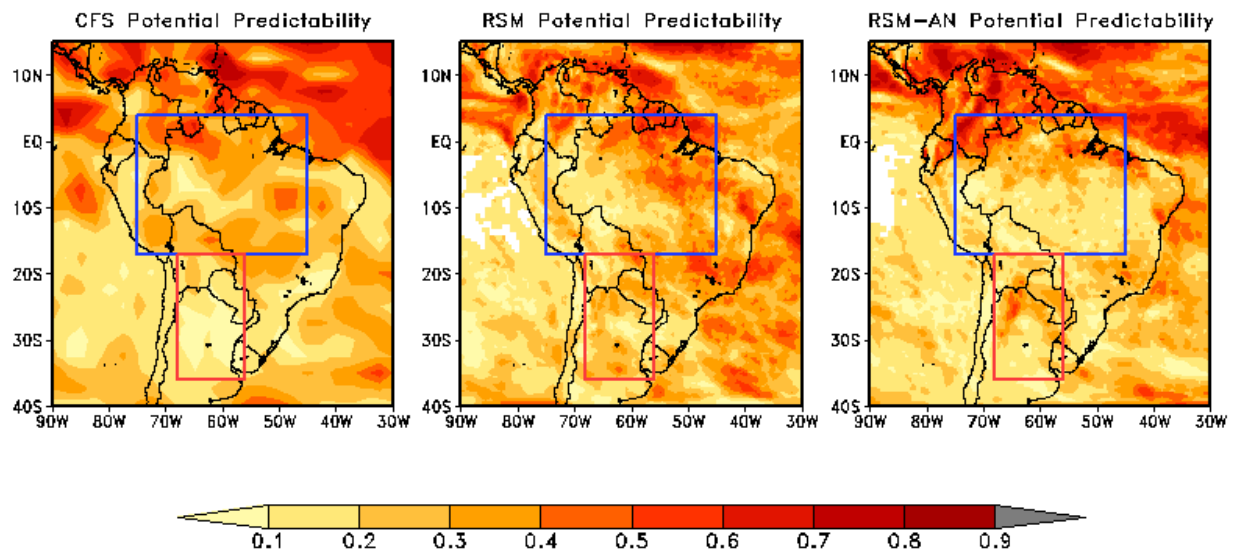 CFS Potential Predictability RSM Potential Predictability RSM-AN Potential Predictability
10N 10N 10N
EQ EQ EQ
10S 10S 10S
20S 20S 20S
30S 30S 30S
40S 40S 40S
90W 80W 70W 60W 50W 40W 30W 90W 80W 70W 60W 50W 40W 30W 90W 80W 70W 60W 50W 40W 30W
0.1 0.2 0.3 0.4 0.5 0.6 0.7 0.8 0.9